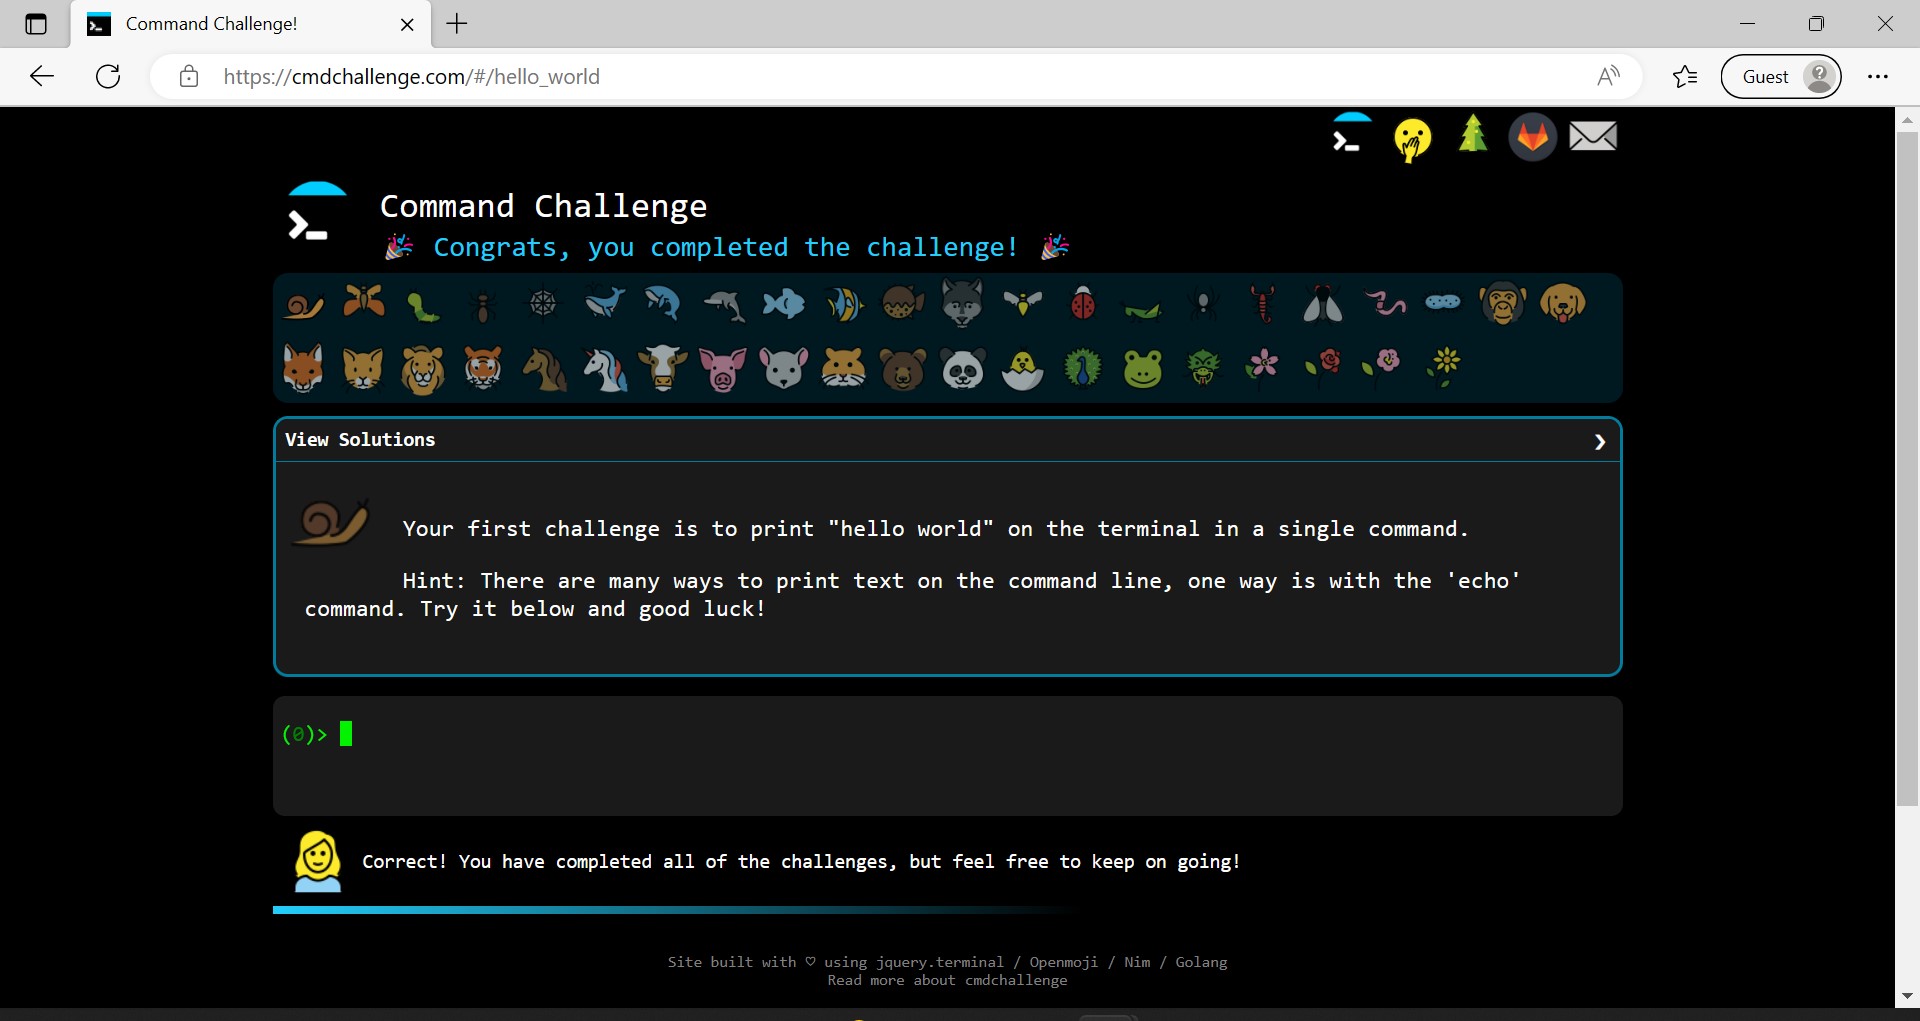 Command Challenge!
https://cmdchallenge.com/#/hello_world
Guest
Command Challenge
Congrats, you completed the challenge!
View Solutions
Your first challenge is to print "hello world" on the terminal in a single command.
Hint: There are many ways to print text on the command line, one way is with the 'echo'
command. Try it below and good luck!
(0)>
Correct! You have completed all of the challenges, but feel free to keep on going!
Site built with ♡ using jquery.terminal / Openmoji / Nim / Golang
Read more about cmdchallenge